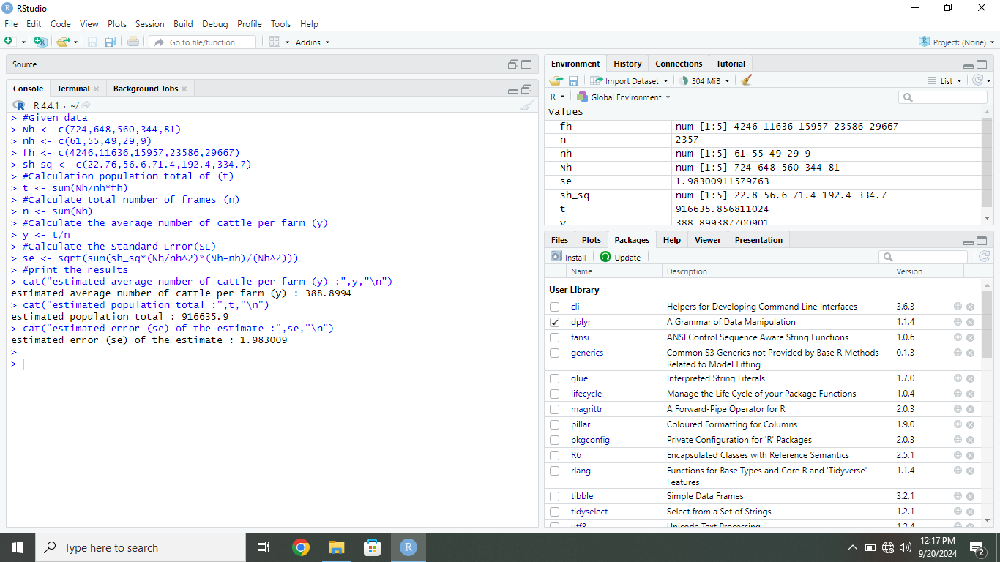 RStudio
File Edit Code View Plots Session Build Debug Profile Tools Help
Go to file/function Addins Project: (None)
Source
Console Terminal Background Jobs
R 4.4.1 · ~/
> #Given data
> Nh <- c(724,648,560,344,81)
> nh <- c(61,55,49,29,9)
> fh <- c(4246,11636,15957,23586,29667)
> sh_sq <- c(22.76,56.6,71.4,192.4,334.7)
> #Calculation population total of (t)
> t <- sum(Nh/nh*fh)
> #Calculate total number of frames (n)
> n <- sum(Nh)
> #Calculate the average number of cattle per farm (y)
> y <- t/n
> #Calculate the Standard Error(SE)
> se <- sqrt(sum(sh_sq*(Nh/nh^2)*(Nh-nh)/(Nh^2)))
> #print the results
> cat("estimated average number of cattle per farm (y) :",y,"\n")
estimated average number of cattle per farm (y) : 388.8994
> cat("estimated population total :",t,"\n")
estimated population total : 916635.9
> cat("estimated error (se) of the estimate :",se,"\n")
estimated error (se) of the estimate : 1.983009
>
>
Environment History Connections Tutorial
Import Dataset 304 MiB List
R Global Environment
Values
fh num [1:5] 4246 11636 15957 23586 29667
n 2357
nh num [1:5] 61 55 49 29 9
Nh num [1:5] 724 648 560 344 81
se 1.98300911579763
sh_sq num [1:5] 22.8 56.6 71.4 192.4 334.7
t 916635.856811024
y 388.899387700901
Files Plots Packages Help Viewer Presentation
Install Update
Name Description Version
User Library
cli Helpers for Developing Command Line Interfaces 3.6.3
dplyr A Grammar of Data Manipulation 1.1.4
fansi ANSI Control Sequence Aware String Functions 1.0.6
generics Common S3 Generics not Provided by Base R Methods 0.1.3
Related to Model Fitting
glue Interpreted String Literals 1.7.0
lifecycle Manage the Life Cycle of your Package Functions 1.0.4
magrittr A Forward-Pipe Operator for R 2.0.3
pillar Coloured Formatting for Columns 1.9.0
pkgconfig Private Configuration for 'R' Packages 2.0.3
R6 Encapsulated Classes with Reference Semantics 2.5.1
rlang Functions for Base Types and Core R and 'Tidyverse' 1.1.4
Features
tibble Simple Data Frames 3.2.1
tidyselect Select from a Set of Strings 1.2.1
utf8 Unicode Text Processing 1.2.4
Type here to search
12:17 PM
9/20/2024
2